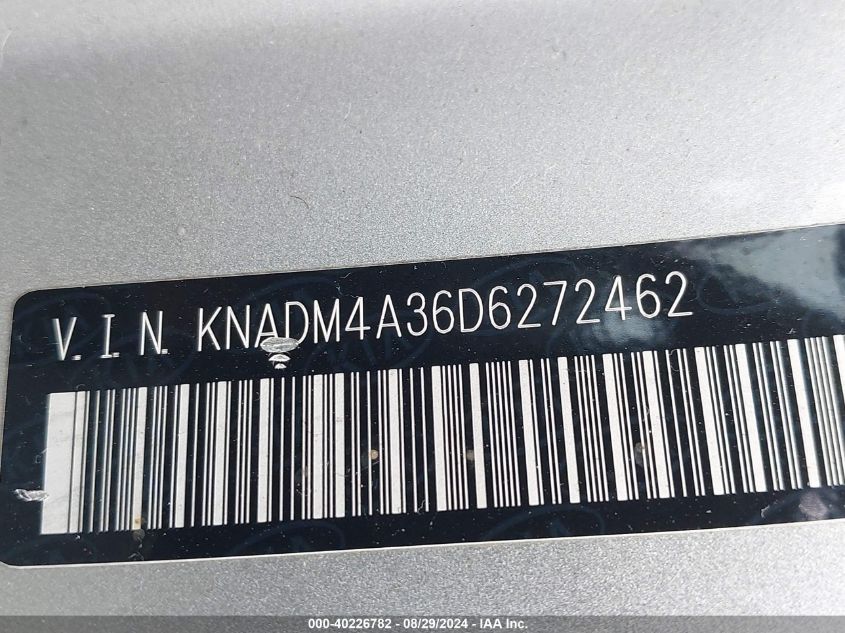 V.I.N. KNADM4A36D6272462
000-40226782 - 08/29/2024 - IAA Inc.